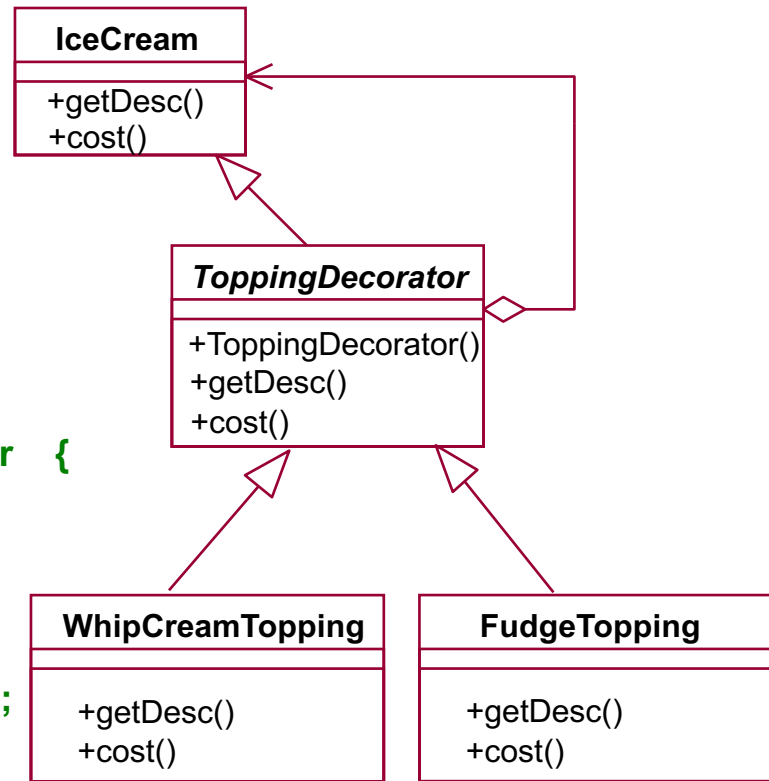 IceCream
+getDesc()
+cost()
ToppingDecorator
+ToppingDecorator()
+getDesc()
+cost()
r {
WhipCreamTopping
+getDesc()
+cost()
FudgeTopping
+getDesc()
+cost()
;